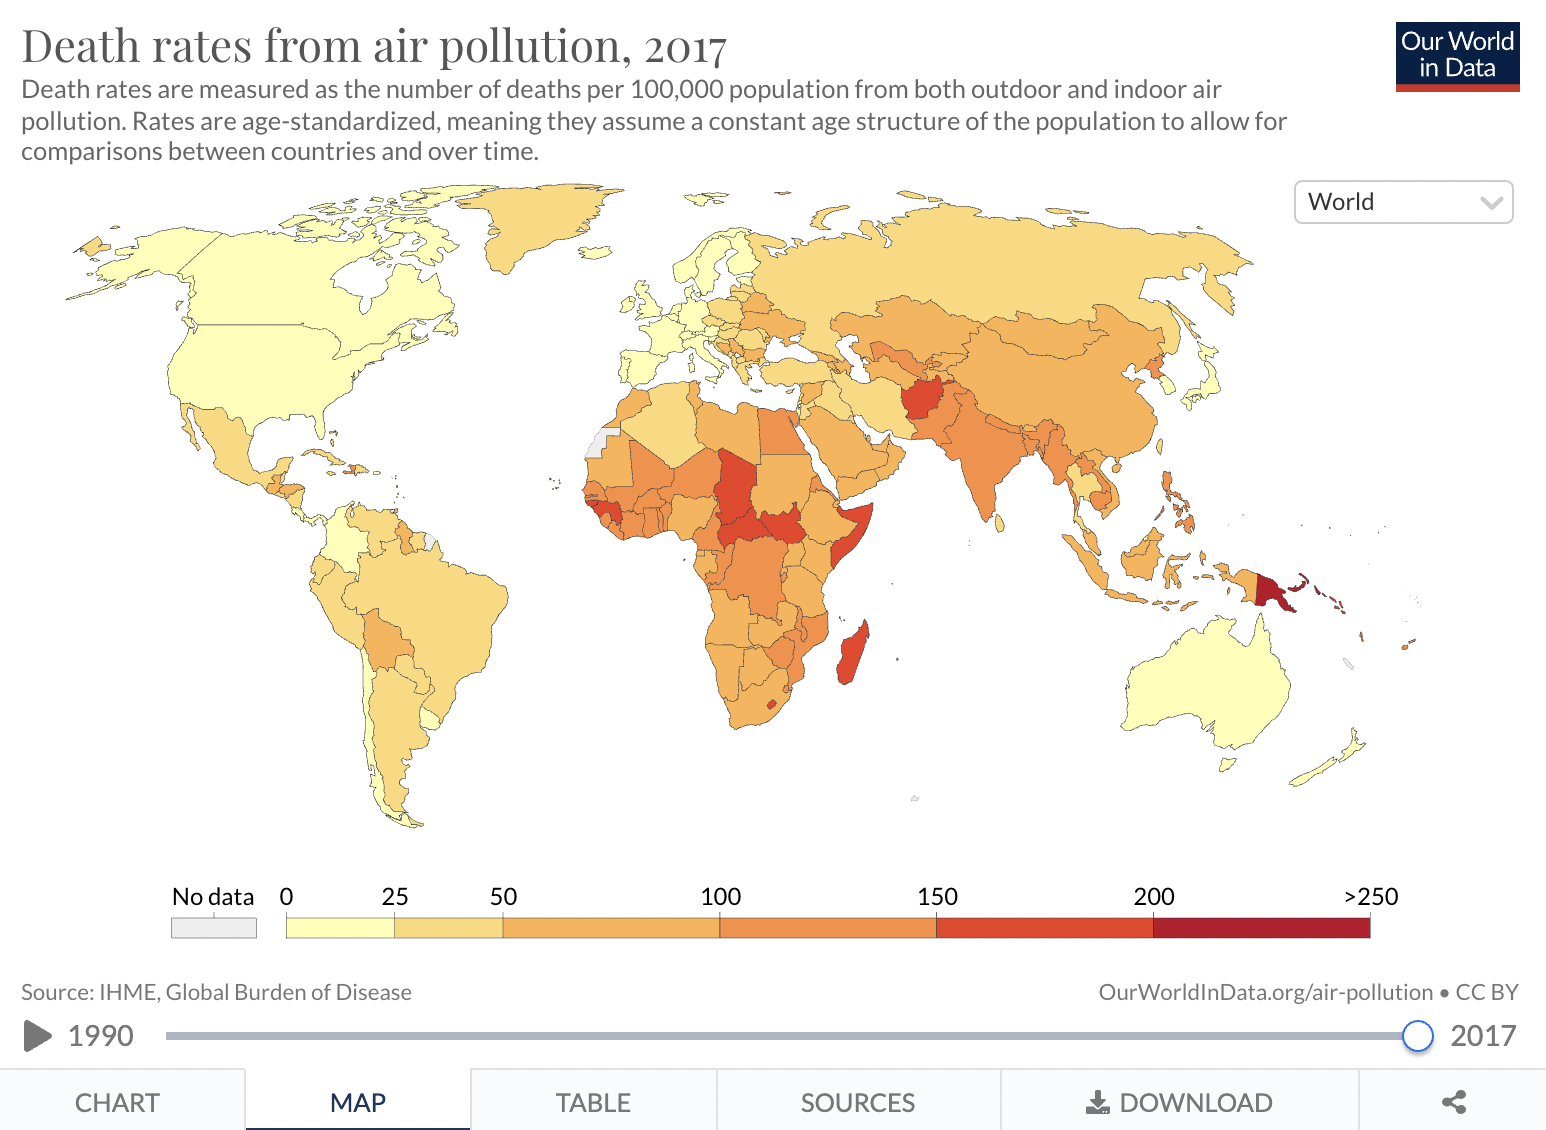 Death rates from air pollution, 2017
Our World
in Data
Death rates are measured as the number of deaths per 100,000 population from both outdoor and indoor air
pollution. Rates are age-standardized, meaning they assume a constant age structure of the population to allow for
comparisons between countries and over time.
World
No data 0 25 50 100 150 200 >250
Source: IHME, Global Burden of Disease
OurWorldInData.org/air-pollution • CC BY
1990 2017
CHART MAP TABLE SOURCES DOWNLOAD